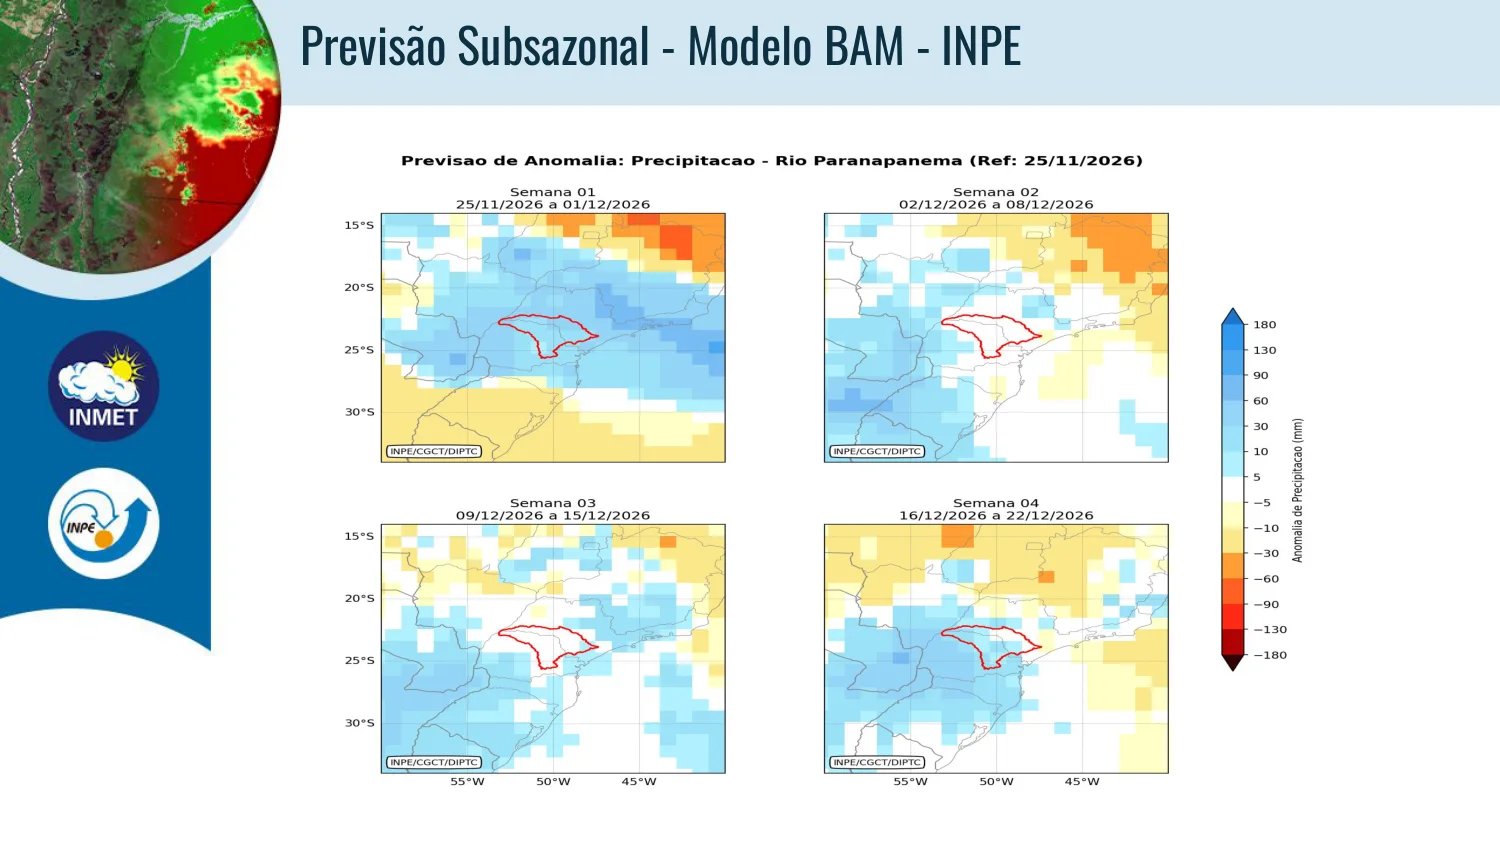 Previsão Subsazonal - Modelo BAM - INPE
Previsao de Anomalia: Precipitacao - Rio Paranapanema (Ref: 25/11/2026)
Semana 01
25/11/2026 a 01/12/2026
15°S
20°S
25°S
30°S
INPE/CGCT/DIPTC
Semana 02
02/12/2026 a 08/12/2026
INPE/CGCT/DIPTC
INMET
INPE
Semana 03
09/12/2026 a 15/12/2026
15°S
20°S
25°S
30°S
INPE/CGCT/DIPTC
55°W
50°W
45°W
Semana 04
16/12/2026 a 22/12/2026
INPE/CGCT/DIPTC
55°W
50°W
45°W
180
130
90
60
30
10
5
−5
−10
−30
−60
−90
−130
−180
Anomalia de Precipitacao (mm)